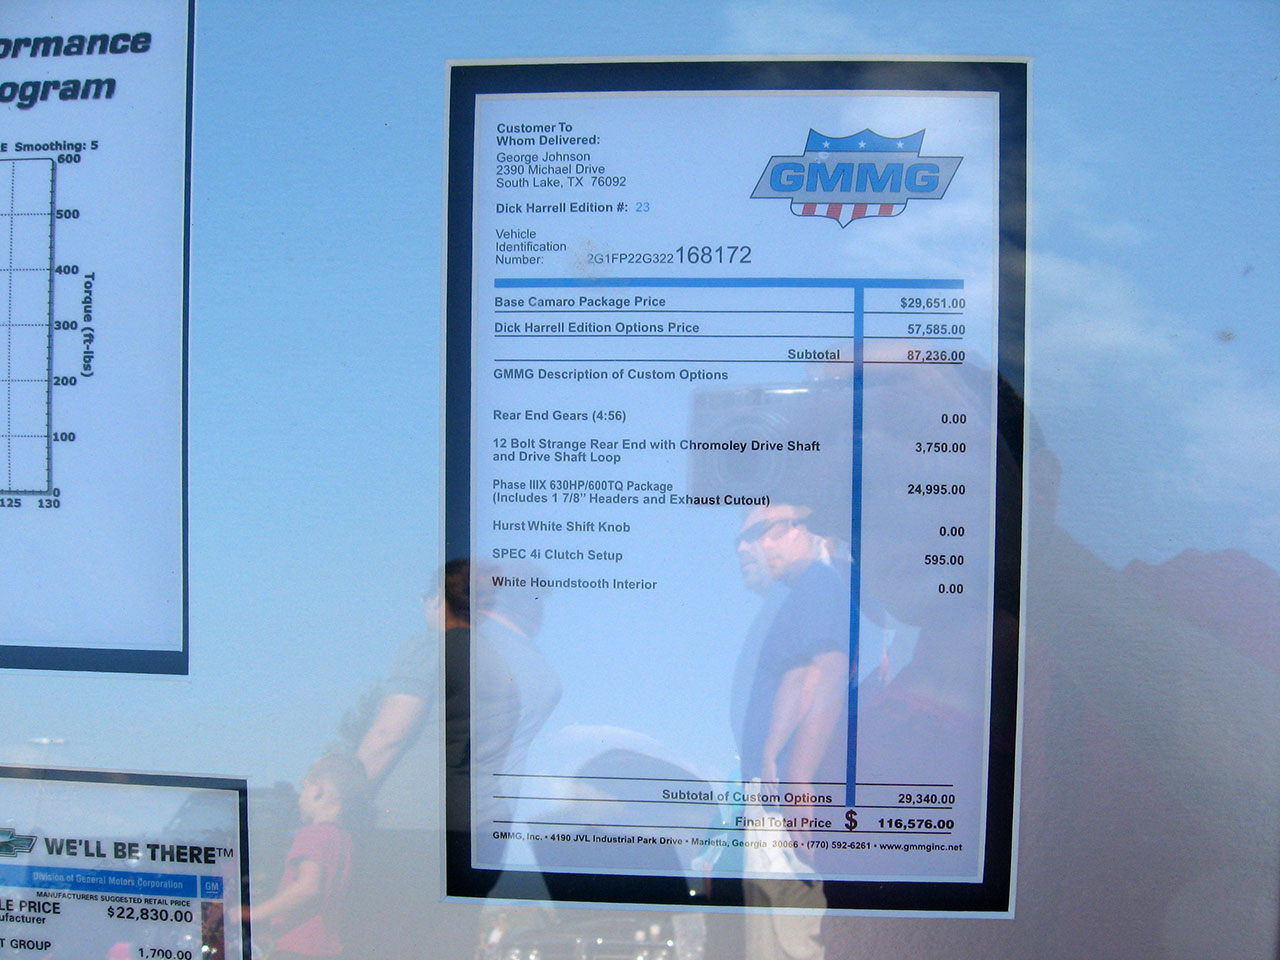 ormance
ogram
E Smoothing: 5
600
500
400
300
200
100
0
Torque (ft-lbs)
125 130
WE'LL BE THERE™
Division of General Motors Corporation
GM
MANUFACTURERS SUGGESTED RETAIL PRICE
LE PRICE $22,830.00
ufacturer
T GROUP 1,700.00
Customer To
Whom Delivered:
George Johnson
2390 Michael Drive
South Lake, TX 76092
GMMG
Dick Harrell Edition #: 23
Vehicle
Identification
Number: 2G1FP22G322168172
Base Camaro Package Price $29,651.00
Dick Harrell Edition Options Price 57,585.00
Subtotal 87,236.00
GMMG Description of Custom Options
Rear End Gears (4:56) 0.00
12 Bolt Strange Rear End with Chromoley Drive Shaft 3,750.00
and Drive Shaft Loop
Phase IIIX 630HP/600TQ Package 24,995.00
(Includes 1 7/8" Headers and Exhaust Cutout)
Hurst White Shift Knob 0.00
SPEC 4i Clutch Setup 595.00
White Houndstooth Interior 0.00
Subtotal of Custom Options 29,340.00
Final Total Price $ 116,576.00
GMMG, Inc. • 4190 JVL Industrial Park Drive • Marietta, Georgia 30066 • (770) 592-6261 • www.gmmginc.net